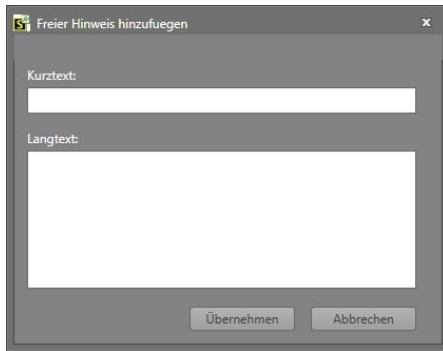 Freier Hinweis hinzufuegen
Kurztext:
Langtext:
Übernehmen Abbrechen